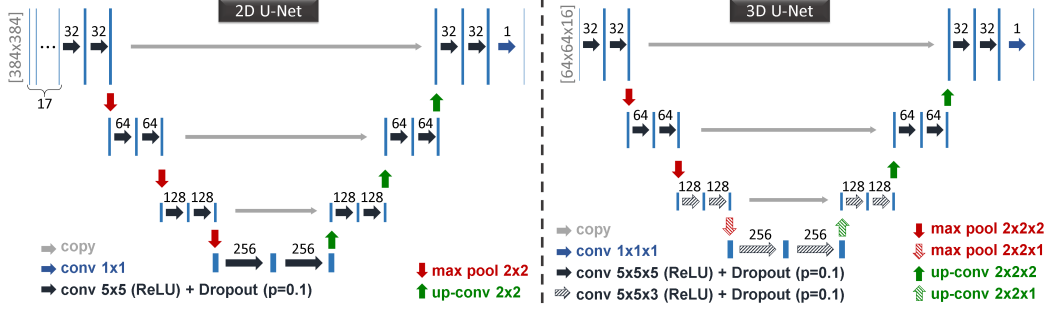 2D U-Net
[384x384]
...
17
32 32
32 32 1
64 64
64 64
128 128
128 128
256 256
copy
conv 1x1
conv 5x5 (ReLU) + Dropout (p=0.1)
max pool 2x2
up-conv 2x2
3D U-Net
[64x64x16]
32 32
32 32 1
64 64
64 64
128 128
128 128
256 256
copy
conv 1x1x1
conv 5x5x5 (ReLU) + Dropout (p=0.1)
conv 5x5x3 (ReLU) + Dropout (p=0.1)
max pool 2x2x2
max pool 2x2x1
up-conv 2x2x2
up-conv 2x2x1